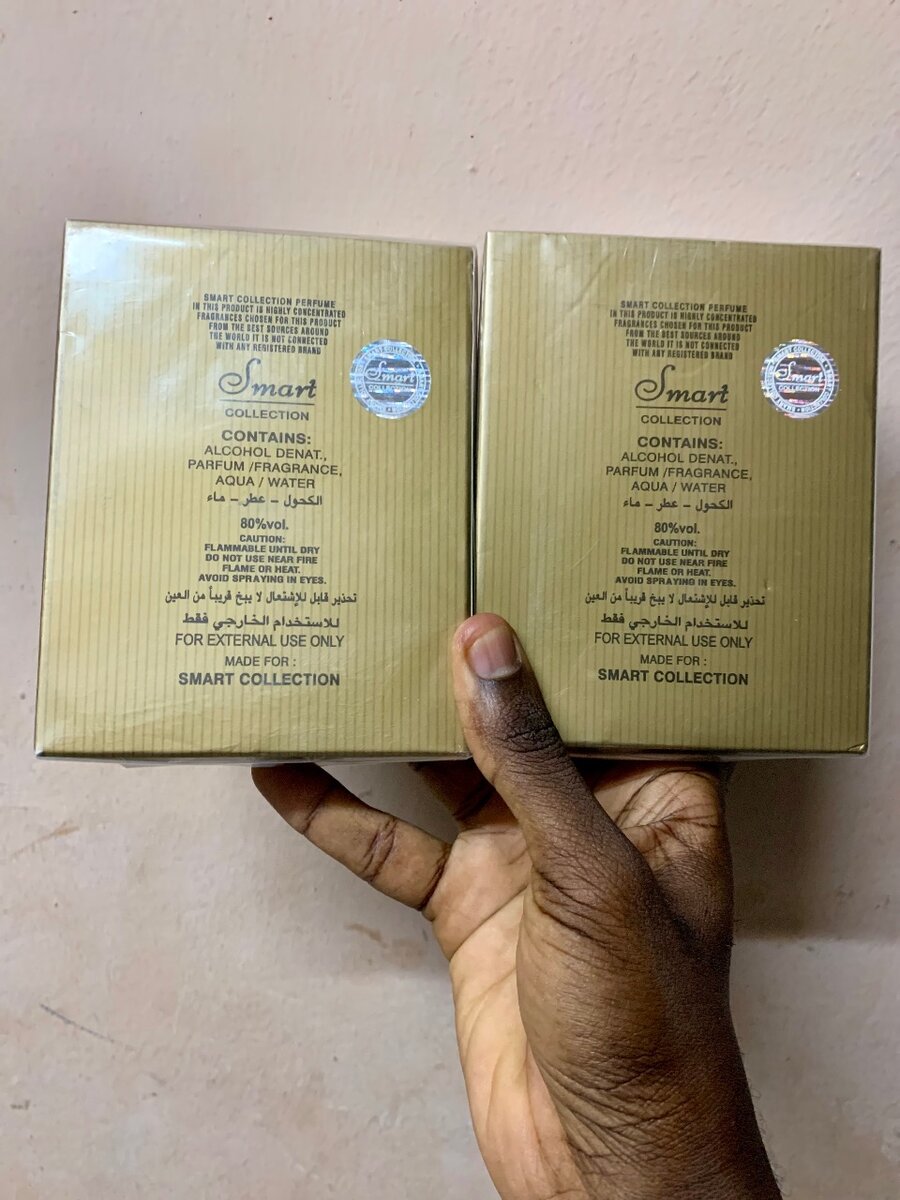 SMART COLLECTION PERFUME
IN THIS PRODUCT IS HIGHLY CONCENTRATED
FRAGRANCES CHOSEN FOR THIS PRODUCT
FROM THE BEST SOURCES AROUND
THE WORLD IT IS NOT CONNECTED
WITH ANY REGISTERED BRAND
Smart
COLLECTION
CONTAINS:
ALCOHOL DENAT.,
PARFUM /FRAGRANCE,
AQUA / WATER
الكحول – عطر – ماء
80%vol.
CAUTION:
FLAMMABLE UNTIL DRY
DO NOT USE NEAR FIRE
FLAME OR HEAT.
AVOID SPRAYING IN EYES.
تحذير قابل للإشتعال لا يبخ قريباً من العين
للاستخدام الخارجي فقط
FOR EXTERNAL USE ONLY
MADE FOR :
SMART COLLECTION
Smart
COLLECTION
SMART COLLECTION PERFUME
IN THIS PRODUCT IS HIGHLY CONCENTRATED
FRAGRANCES CHOSEN FOR THIS PRODUCT
FROM THE BEST SOURCES AROUND
THE WORLD IT IS NOT CONNECTED
WITH ANY REGISTERED BRAND
Smart
COLLECTION
CONTAINS:
ALCOHOL DENAT.,
PARFUM /FRAGRANCE,
AQUA / WATER
الكحول – عطر – ماء
80%vol.
CAUTION:
FLAMMABLE UNTIL DRY
DO NOT USE NEAR FIRE
FLAME OR HEAT.
AVOID SPRAYING IN EYES.
تحذير قابل للإشتعال لا يبخ قريباً من العين
للاستخدام الخارجي فقط
FOR EXTERNAL USE ONLY
MADE FOR :
SMART COLLECTION
SMART COLLECTION
Smart
COLLECTION